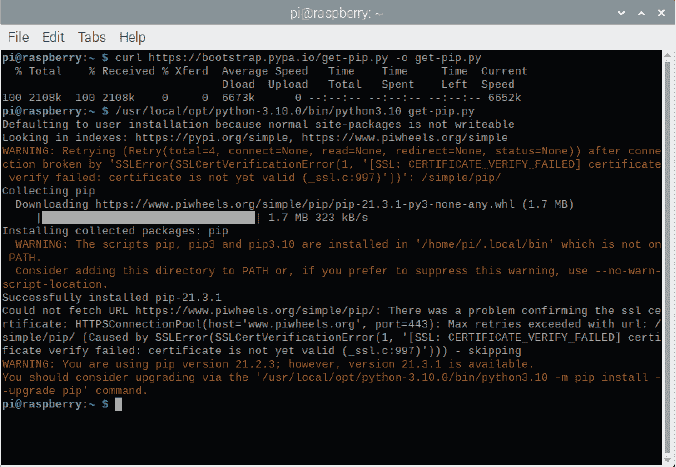 pi@raspberry: ~
File Edit Tabs Help
pi@raspberry:~ $ curl https://bootstrap.pypa.io/get-pip.py -o get-pip.py
% Total % Received % Xferd Average Speed Time Time Time Current
Dload Upload Total Spent Left Speed
100 2108k 100 2108k 0 0 6673k 0 --:--:-- --:--:-- --:--:-- 6652k
pi@raspberry:~ $ /usr/local/opt/python-3.10.0/bin/python3.10 get-pip.py
Defaulting to user installation because normal site-packages is not writeable
Looking in indexes: https://pypi.org/simple, https://www.piwheels.org/simple
WARNING: Retrying (Retry(total=4, connect=None, read=None, redirect=None, status=None)) after conne
ction broken by 'SSLError(SSLCertVerificationError(1, '[SSL: CERTIFICATE_VERIFY_FAILED] certificate
verify failed: certificate is not yet valid (_ssl.c:997)'))': /simple/pip/
Collecting pip
Downloading https://www.piwheels.org/simple/pip/pip-21.3.1-py3-none-any.whl (1.7 MB)
| | 1.7 MB 323 kB/s
Installing collected packages: pip
WARNING: The scripts pip, pip3 and pip3.10 are installed in '/home/pi/.local/bin' which is not on
PATH.
Consider adding this directory to PATH or, if you prefer to suppress this warning, use --no-warn-
script-location.
Successfully installed pip-21.3.1
Could not fetch URL https://www.piwheels.org/simple/pip/: There was a problem confirming the ssl ce
rtificate: HTTPSConnectionPool(host='www.piwheels.org', port=443): Max retries exceeded with url: /
simple/pip/ (Caused by SSLError(SSLCertVerificationError(1, '[SSL: CERTIFICATE_VERIFY_FAILED] certi
ficate verify failed: certificate is not yet valid (_ssl.c:997)'))) - skipping
WARNING: You are using pip version 21.2.3; however, version 21.3.1 is available.
You should consider upgrading via the '/usr/local/opt/python-3.10.0/bin/python3.10 -m pip install -
-upgrade pip' command.
pi@raspberry:~ $